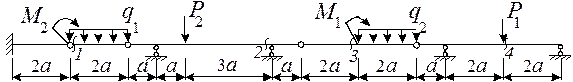 M₂ q₁ P₂ M₁ q₂ P₁
1 2 3 4
2a 2a a a 3a a 2a 2a a 2a 2a